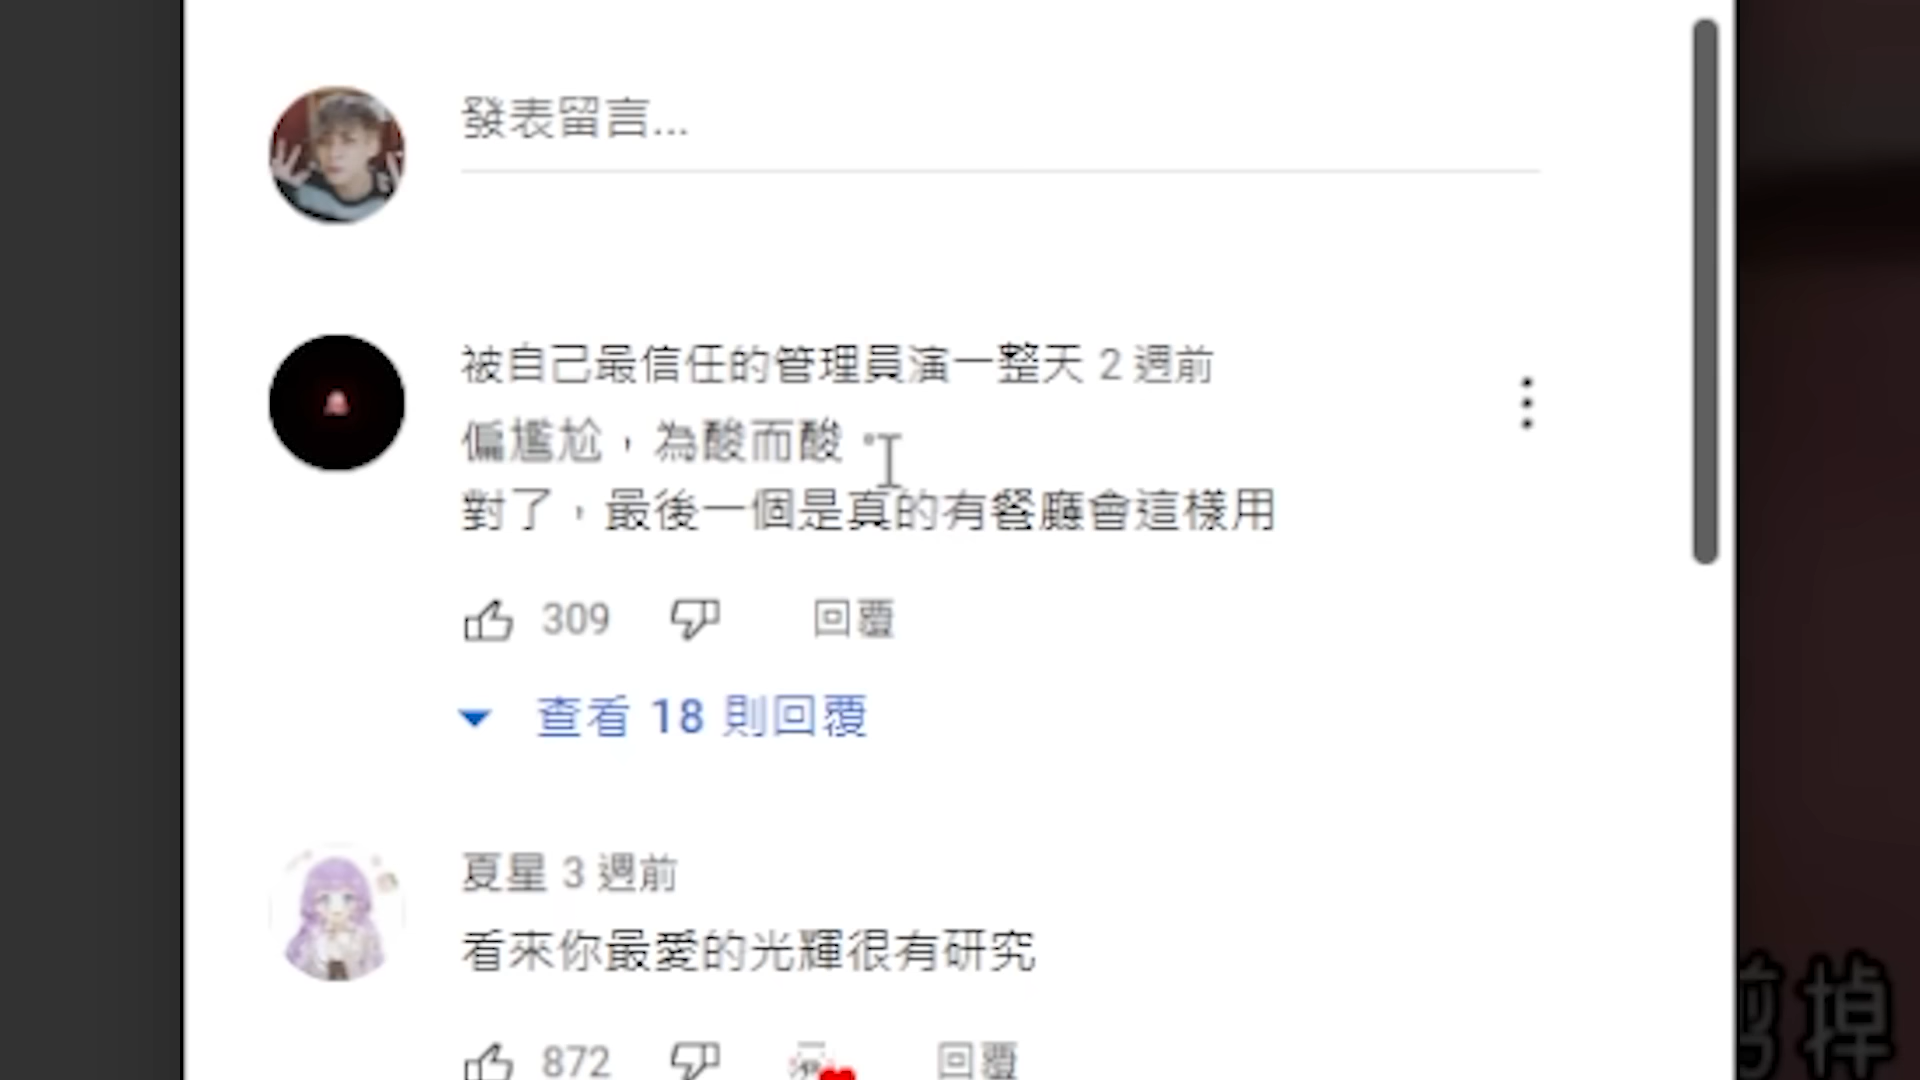 發表留言...
被自己最信任的管理員演一整天 2 週前
偏尷尬，為酸而酸。
對了，最後一個是真的有餐廳會這樣用
309 回覆
查看 18 則回覆
夏星 3 週前
看來你最愛的光輝很有研究
872 回覆
剪掉